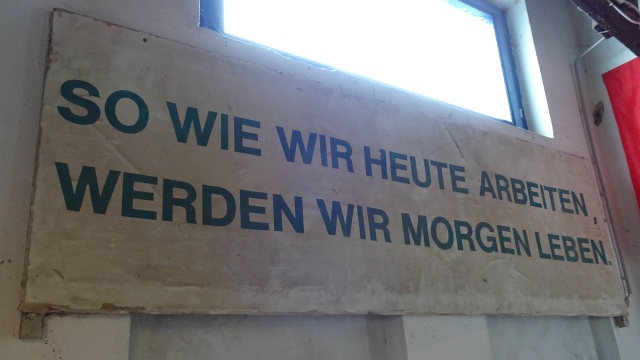 SO WIE WIR HEUTE ARBEITEN,
WERDEN WIR MORGEN LEBEN.